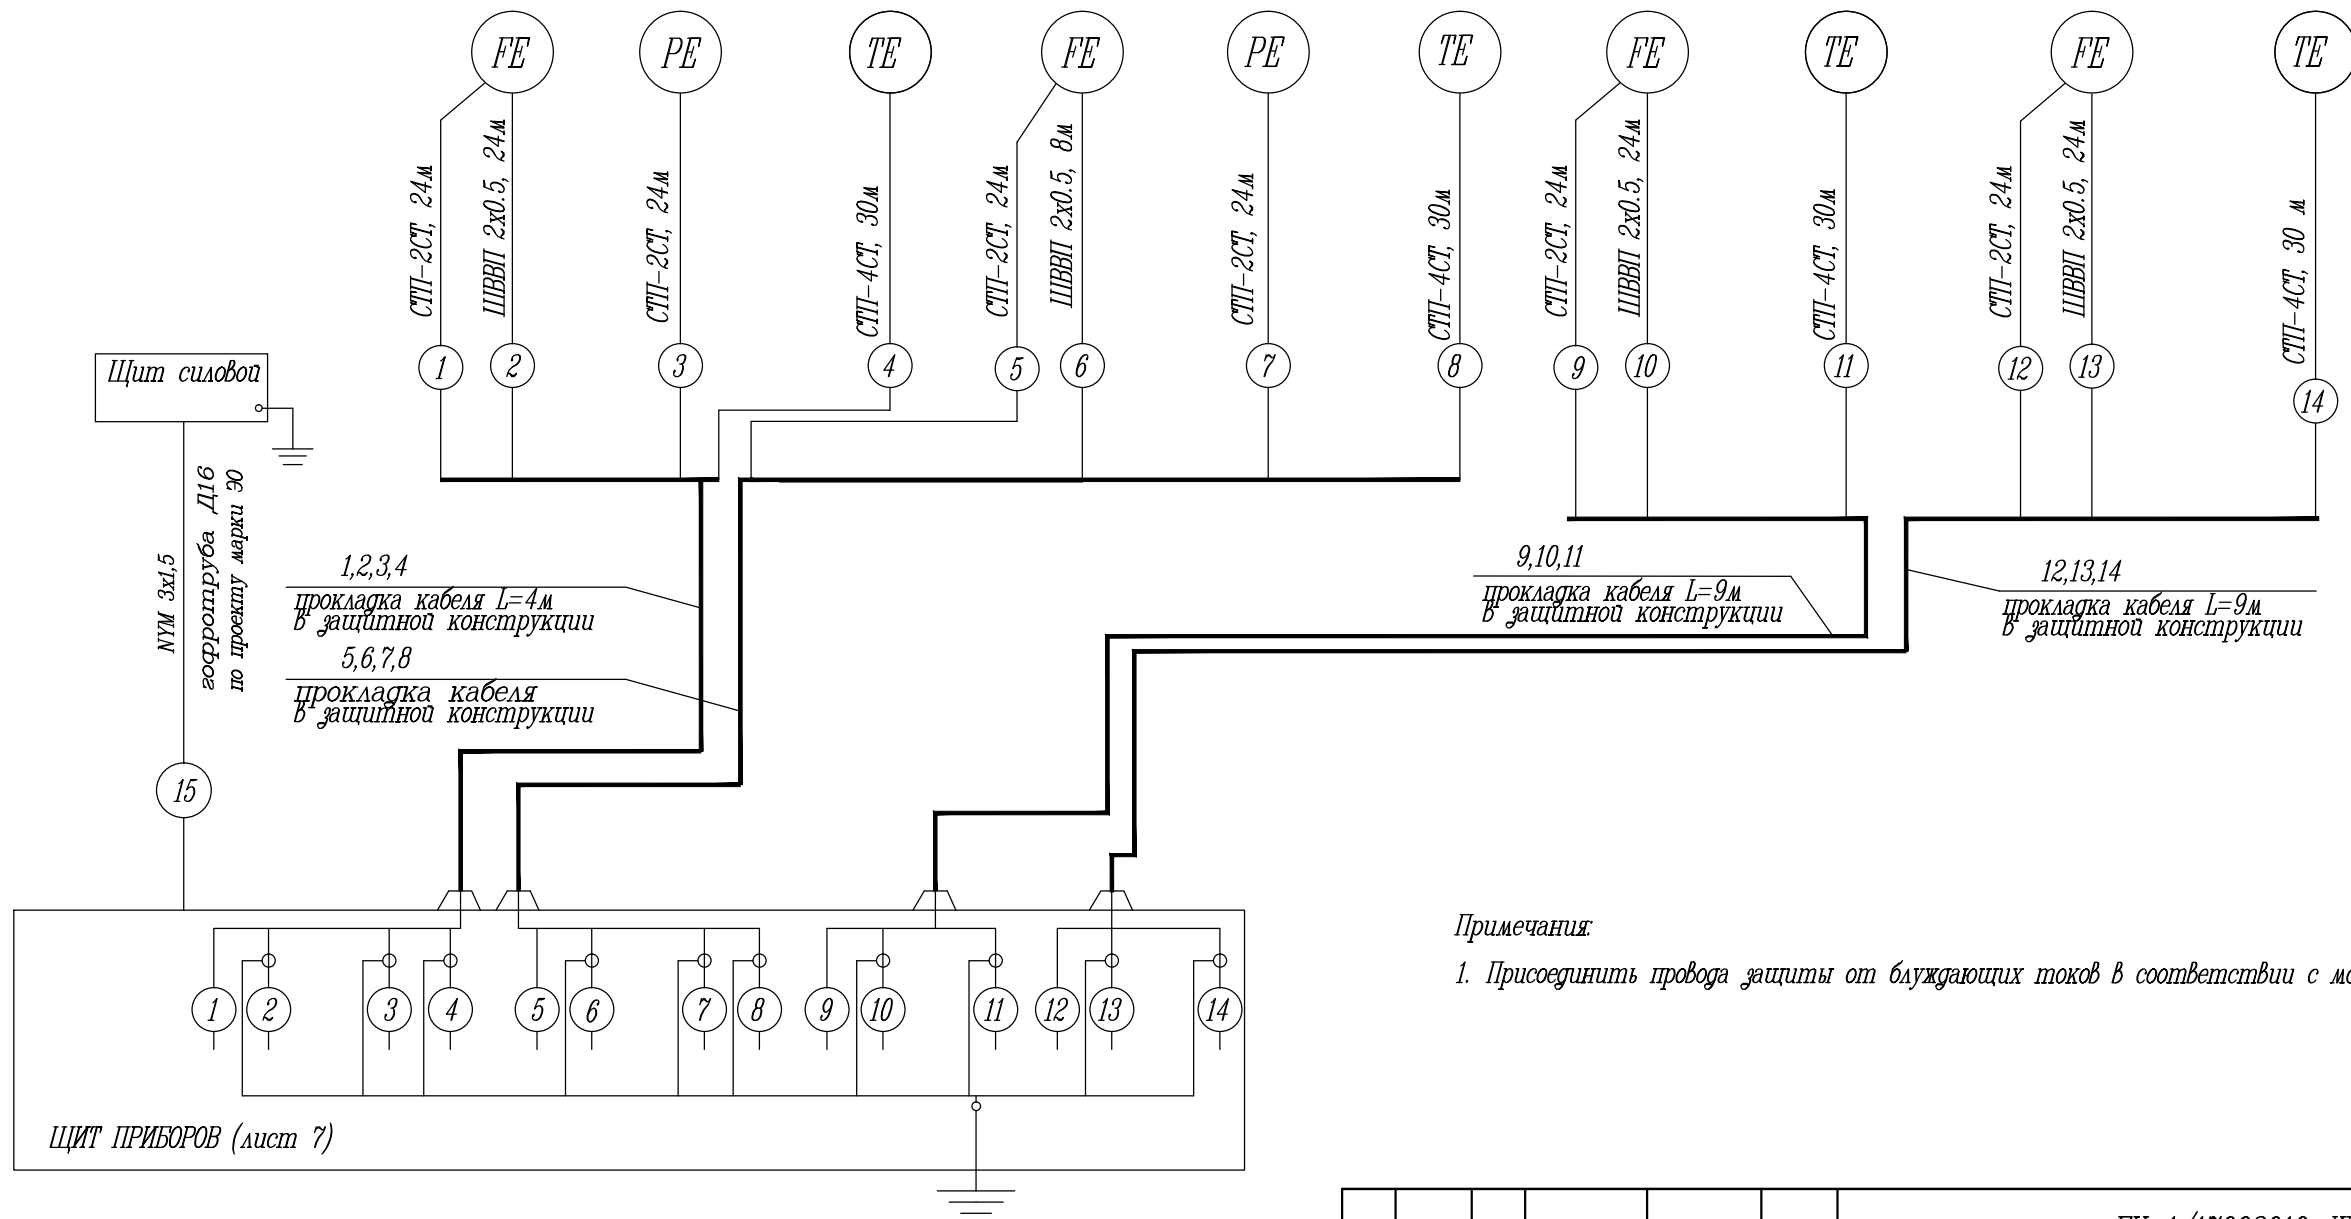 FE PE TE FE PE TE FE TE FE TE
СТП-2СТ, 24м
ШВВП 2х0.5, 24м
СТП-2СТ, 24м
СТП-4СТ, 30м
СТП-2СТ, 24м
ШВВП 2х0.5, 8м
СТП-2СТ, 24м
СТП-4СТ, 30м
СТП-2СТ, 24м
ШВВП 2х0.5, 24м
СТП-4СТ, 30м
СТП-2СТ, 24м
ШВВП 2х0.5, 24м
СТП-4СТ, 30 м
1 2 3 4 5 6 7 8 9 10 11 12 13 14
Щит силовой
NYM 3х1,5
гофротруба Д16
по проекту марки ЭО
15
1,2,3,4
прокладка кабеля L=4м
в защитной конструкции
5,6,7,8
прокладка кабеля
в защитной конструкции
9,10,11
прокладка кабеля L=9м
в защитной конструкции
12,13,14
прокладка кабеля L=9м
в защитной конструкции
1 2 3 4 5 6 7 8 9 10 11 12 13 14
ЩИТ ПРИБОРОВ (лист 7)
Примечания:
1. Присоединить провода защиты от блуждающих токов в соответствии с